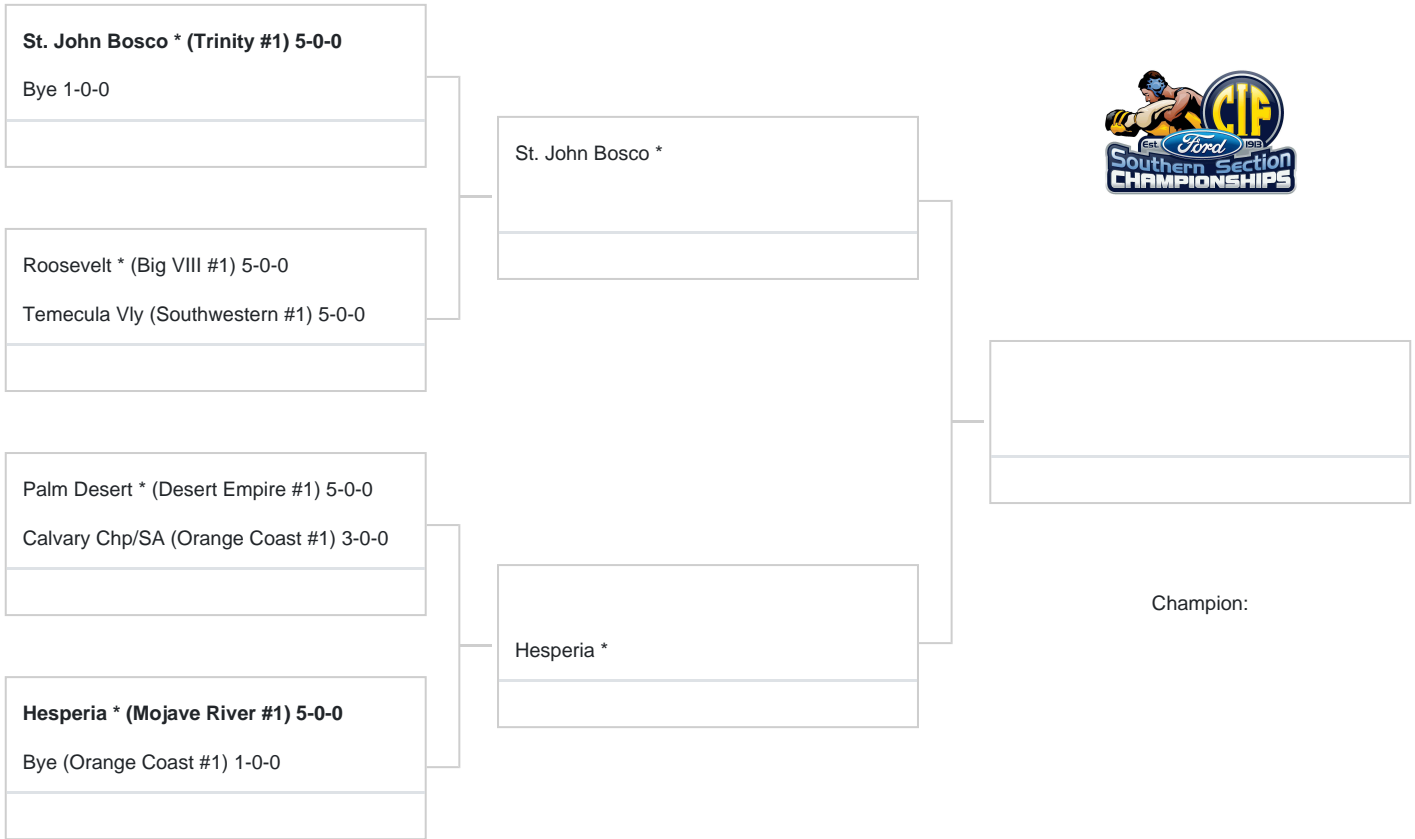 St. John Bosco * (Trinity #1) 5-0-0
Bye 1-0-0
St. John Bosco *
CIF
Est. Ford 1913
Southern Section
CHAMPIONSHIPS
Roosevelt * (Big VIII #1) 5-0-0
Temecula Vly (Southwestern #1) 5-0-0
Palm Desert * (Desert Empire #1) 5-0-0
Calvary Chp/SA (Orange Coast #1) 3-0-0
Champion:
Hesperia *
Hesperia * (Mojave River #1) 5-0-0
Bye (Orange Coast #1) 1-0-0